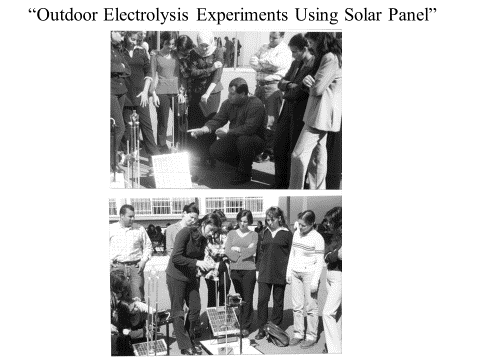 “Outdoor Electrolysis Experiments Using Solar Panel”